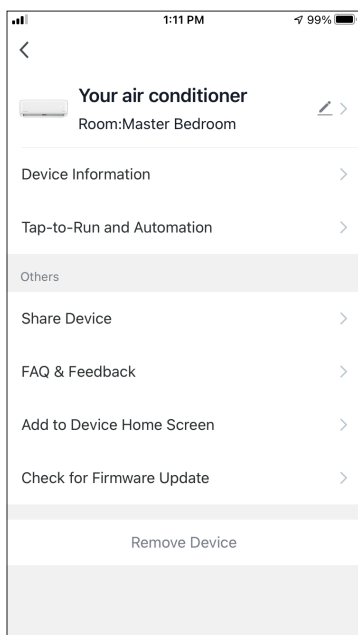 1:11 PM
99%
Your air conditioner
Room:Master Bedroom
Device Information
Tap-to-Run and Automation
Others
Share Device
FAQ & Feedback
Add to Device Home Screen
Check for Firmware Update
Remove Device